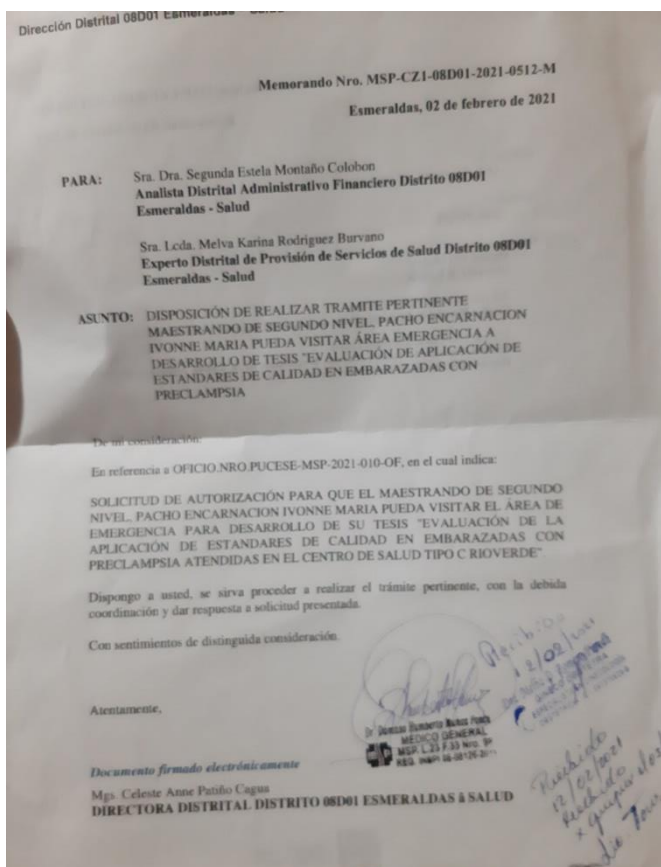 Dirección Distrital 08D01 Esmeraldas - Salud
Memorando Nro. MSP-CZ1-08D01-2021-0512-M
Esmeraldas, 02 de febrero de 2021
PARA:
Sra. Dra. Segunda Estela Montaño Colobon
Analista Distrital Administrativo Financiero Distrito 08D01
Esmeraldas - Salud
Sra. Lcda. Melva Karina Rodriguez Burvano
Experto Distrital de Provisión de Servicios de Salud Distrito 08D01
Esmeraldas - Salud
ASUNTO: DISPOSICIÓN DE REALIZAR TRAMITE PERTINENTE
MAESTRANDO DE SEGUNDO NIVEL, PACHO ENCARNACION
IVONNE MARIA PUEDA VISITAR ÁREA EMERGENCIA A
DESARROLLO DE TESIS "EVALUACIÓN DE APLICACIÓN DE
ESTANDARES DE CALIDAD EN EMBARAZADAS CON
PRECLAMPSIA
De mi consideración:
En referencia a OFICIO.NRO.PUCESE-MSP-2021-010-OF, en el cual indica:
SOLICITUD DE AUTORIZACIÓN PARA QUE EL MAESTRANDO DE SEGUNDO
NIVEL, PACHO ENCARNACION IVONNE MARIA PUEDA VISITAR EL ÁREA DE
EMERGENCIA PARA DESARROLLO DE SU TESIS "EVALUACIÓN DE LA
APLICACIÓN DE ESTANDARES DE CALIDAD EN EMBARAZADAS CON
PRECLAMPSIA ATENDIDAS EN EL CENTRO DE SALUD TIPO C RIOVERDE".
Dispongo a usted, se sirva proceder a realizar el trámite pertinente, con la debida
coordinación y dar respuesta a solicitud presentada.
Con sentimientos de distinguida consideración.
Recibido
12/02/2021
Atentamente,
MÉDICO GENERAL
Documento firmado electrónicamente
Mgs. Celeste Anne Patiño Cagua
DIRECTORA DISTRITAL DISTRITO 08D01 ESMERALDAS â SALUD
Recibido
12/02/2021